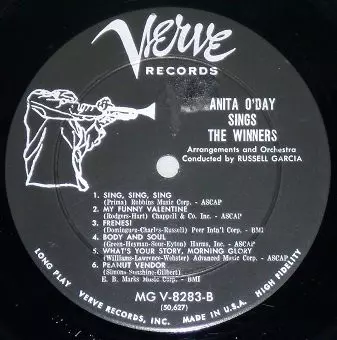 Verve
RECORDS
ANITA O'DAY
SINGS
THE WINNERS
Arrangements and Orchestra
Conducted by RUSSELL GARCIA
1. SING, SING, SING
(Prima) Robbins Music Corp. - ASCAP
2. MY FUNNY VALENTINE
(Rodgers-Hart) Chappell & Co. Inc. - ASCAP
3. FRENESI
(Dominguez-Charles-Russell) Peer Int'l Corp. - BMI
4. BODY AND SOUL
(Green-Heyman-Sour-Eyton) Harms, Inc. - ASCAP
5. WHAT'S YOUR STORY, MORNING GLORY
(Williams-Lawrence-Webster) Advanced Music Corp. - ASCAP
6. PEANUT VENDOR
(Simons-Sunshine-Gilbert)
E. B. Marks Music Corp. - BMI
MG V-8283-B
(50,627)
LONG PLAY
VERVE RECORDS, INC. MADE IN U.S.A.
HIGH FIDELITY